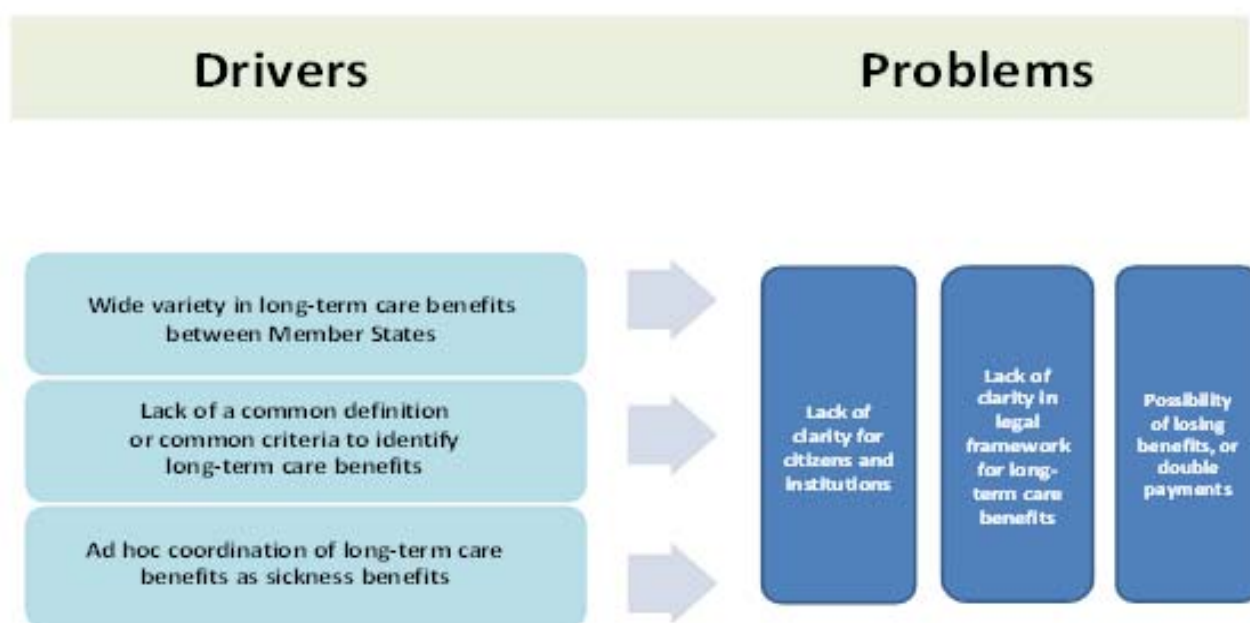 Drivers
Problems
Wide variety in long-term care benefits
between Member States
Lack of a common definition
or common criteria to identify
long-term care benefits
Ad hoc coordination of long-term care
benefits as sickness benefits
Lack of
clarity for
citizens and
institutions
Lack of
clarity in
legal
framework
for long-
term care
benefits
Possibility
of losing
benefits, or
double
payments